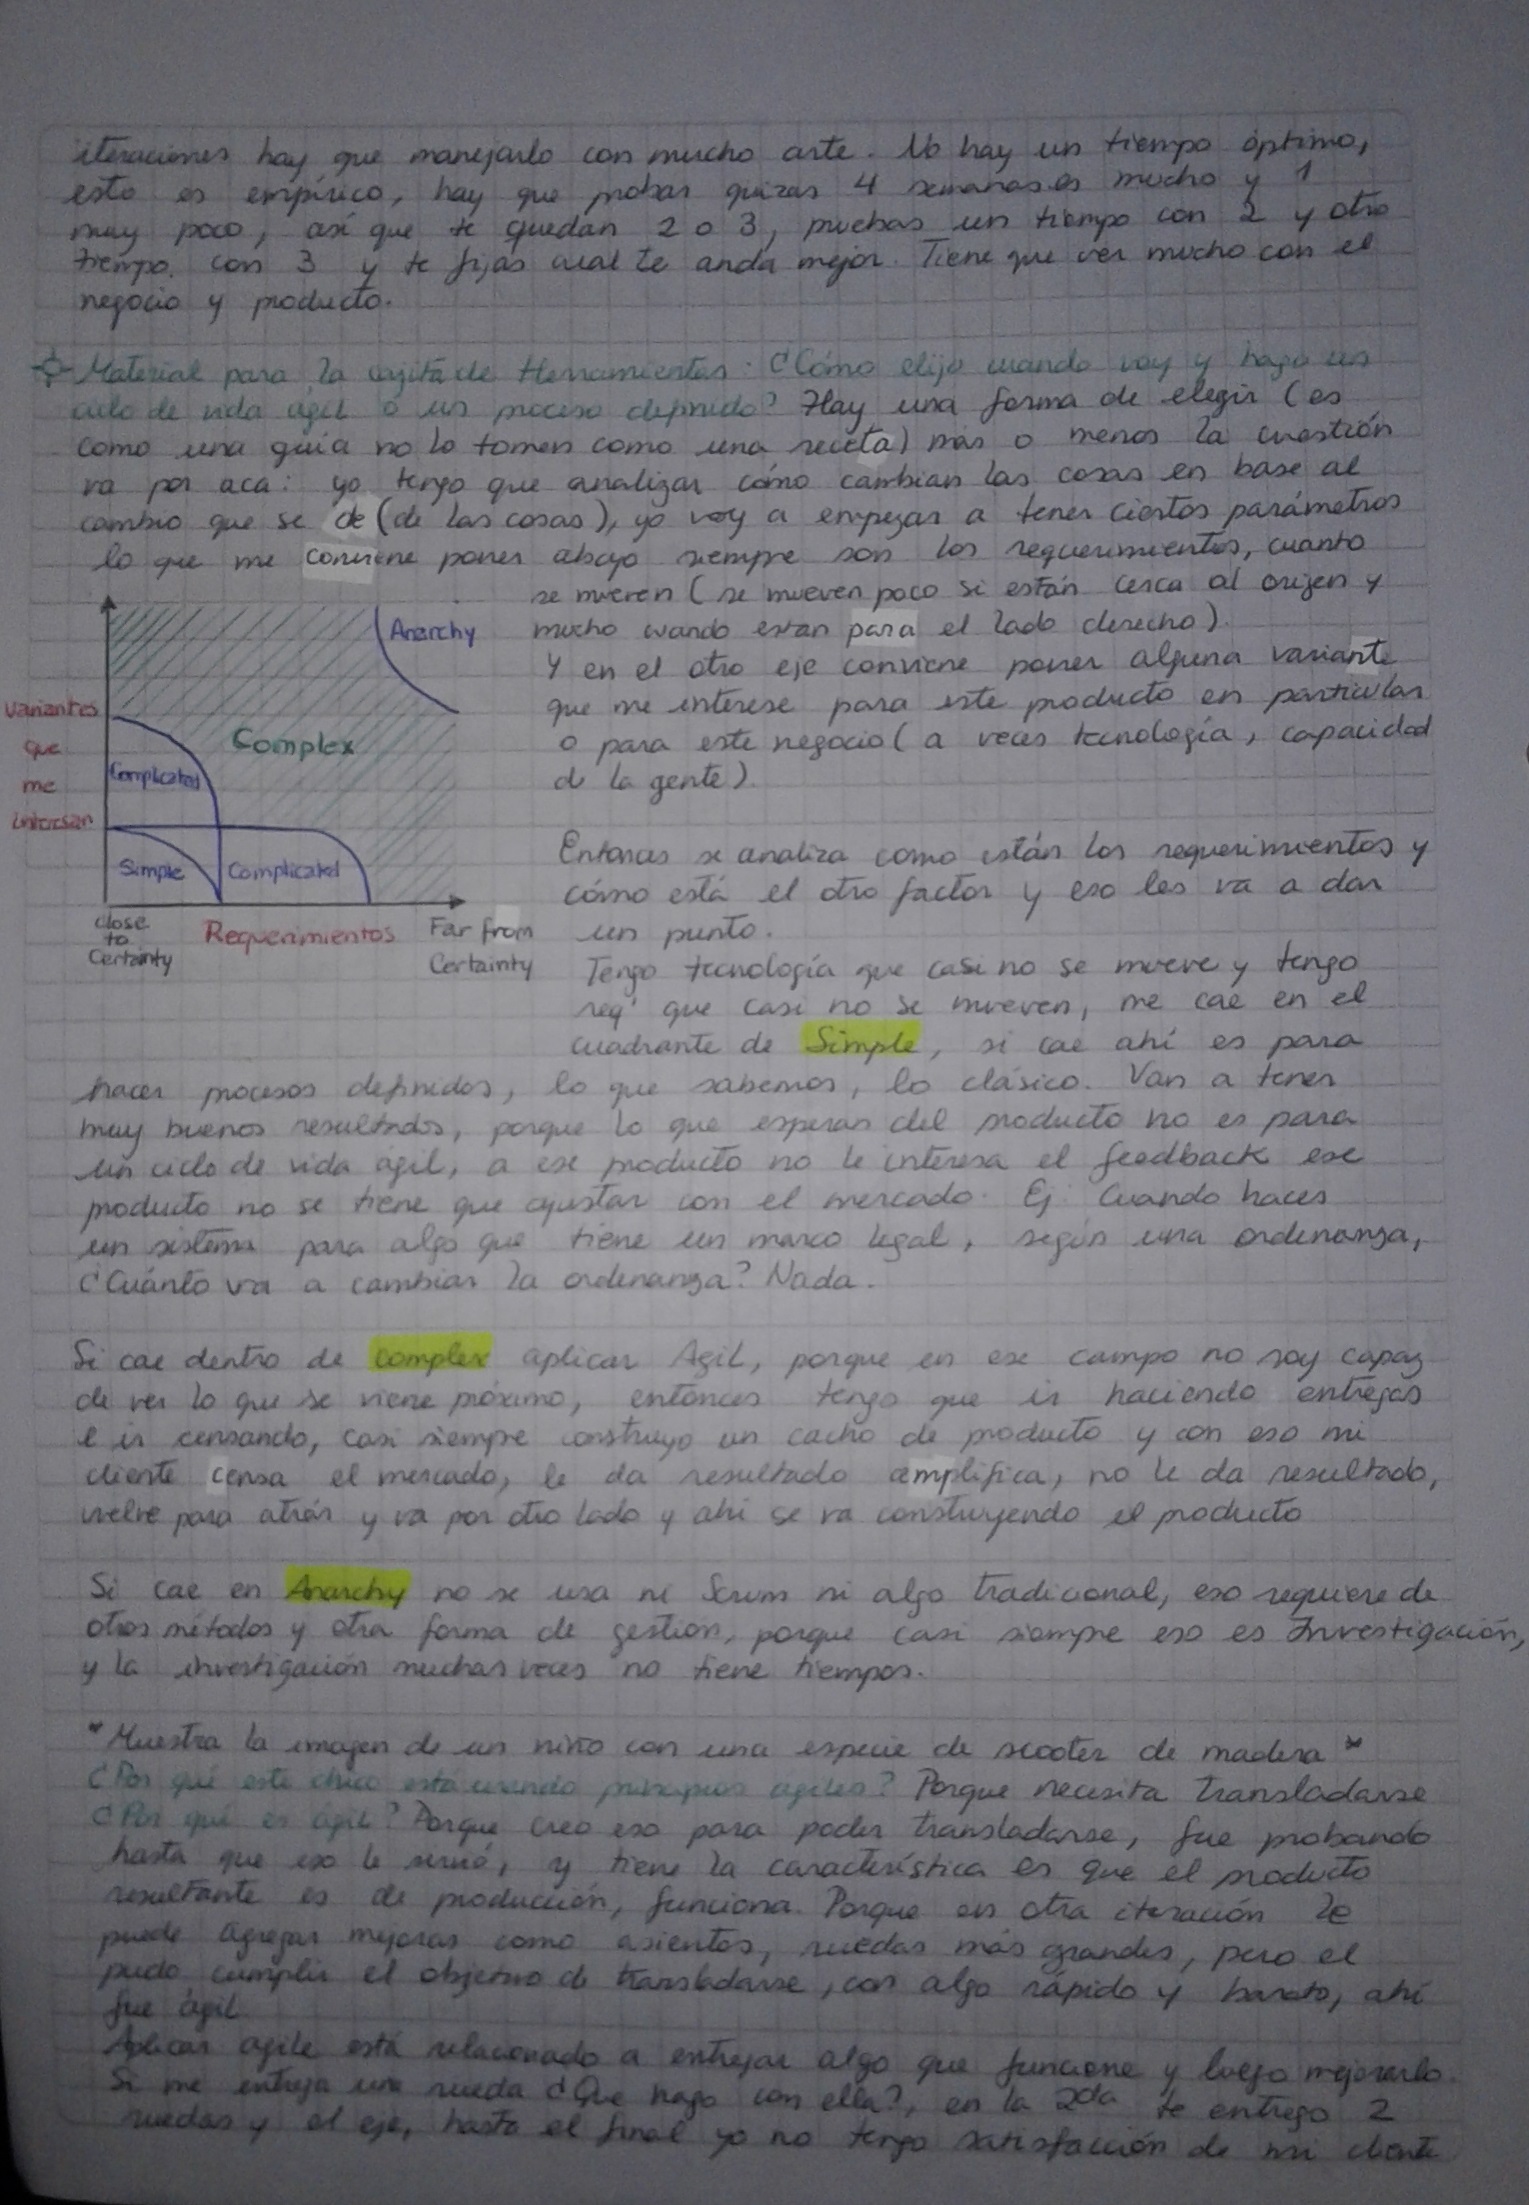 iteraciones hay que manejarlo con mucho arte. No hay un tiempo óptimo,
esto es empírico, hay que probar quizas 4 semanas es mucho y 1
muy poco, así que te quedan 2 o 3, pruebas un tiempo con 2 y otro
tiempo con 3 y te fijas cual te anda mejor. Tiene que ver mucho con el
negocio y producto.
Material para la cajita de Herramientas: ¿Cómo elijo cuando voy y hago un
ciclo de vida ágil o un proceso definido? Hay una forma de elegir (es
como una guía no lo tomen como una receta) más o menos la cuestión
va por aca: yo tengo que analizar cómo cambian las cosas en base al
cambio que se de (de las cosas), yo voy a empezar a tener ciertos parámetros
lo que me conviene poner abajo siempre son los requerimientos, cuanto
se mueven (se mueven poco si están cerca al origen y
mucho cuando estan para el lado derecho).
Y en el otro eje conviene poner alguna variante
que me interese para este producto en particular
o para este negocio (a veces tecnología, capacidad
d la gente).
Anarchy
Variantes
que
me
interesan
Complex
Complicated
Simple
Complicated
Close
to
Certainty
Requerimientos
Far from
Certainty
Entonces se analiza como están los requerimientos y
cómo está el otro factor y eso les va a dar
un punto.
Tengo tecnología que casi no se mueve y tengo
req' que casi no se mueven, me cae en el
cuadrante de Simple, si cae ahí es para
hacer procesos definidos, lo que sabemos, lo clásico. Van a tener
muy buenos resultados, porque lo que esperan del producto no es para
un ciclo de vida agil, a ese producto no le interesa el feedback ese
producto no se tiene que ajustar con el mercado. Ej: Cuando haces
un sistema para algo que tiene un marco legal, según una ordenanza,
¿Cuánto va a cambiar la ordenanza? Nada.
Si cae dentro de complex aplicar Agil, porque en ese campo no soy capaz
de ver lo que se viene próximo, entonces tengo que ir haciendo entregas
e ir censando, casi siempre construyo un cacho de producto y con eso mi
cliente censa el mercado, le da resultado amplifica, no le da resultado,
vuelve para atrás y va por otro lado y ahí se va construyendo el producto
Si cae en Anarchy no se usa ni Scrum ni algo tradicional, eso requiere de
otros métodos y otra forma de gestión, porque casi siempre eso es Investigación,
y la investigación muchas veces no tiene tiempos.
*Muestra la imagen de un niño con una especie de scooter de madera*
¿Por qué este chico está usando principios agiles? Porque necesita transladarse
¿Por qué es ágil? Porque creo eso para poder transladarse, fue probando
hasta que eso le sirvió, y tiene la característica es que el producto
resultante es de producción, funciona. Porque en otra iteración le
puede agregar mejoras como asientos, ruedas más grandes, pero el
pudo cumplir el objetivo d transladarse, con algo rápido y barato, ahí
fue ágil
Aplicar agile está relacionado a entregar algo que funcione y luego mejorarlo.
Si me entrega una rueda ¿Que hago con ella?, en la 2da te entrego 2
ruedas y el eje, hasta el final yo no tengo satisfacción de mi cliente